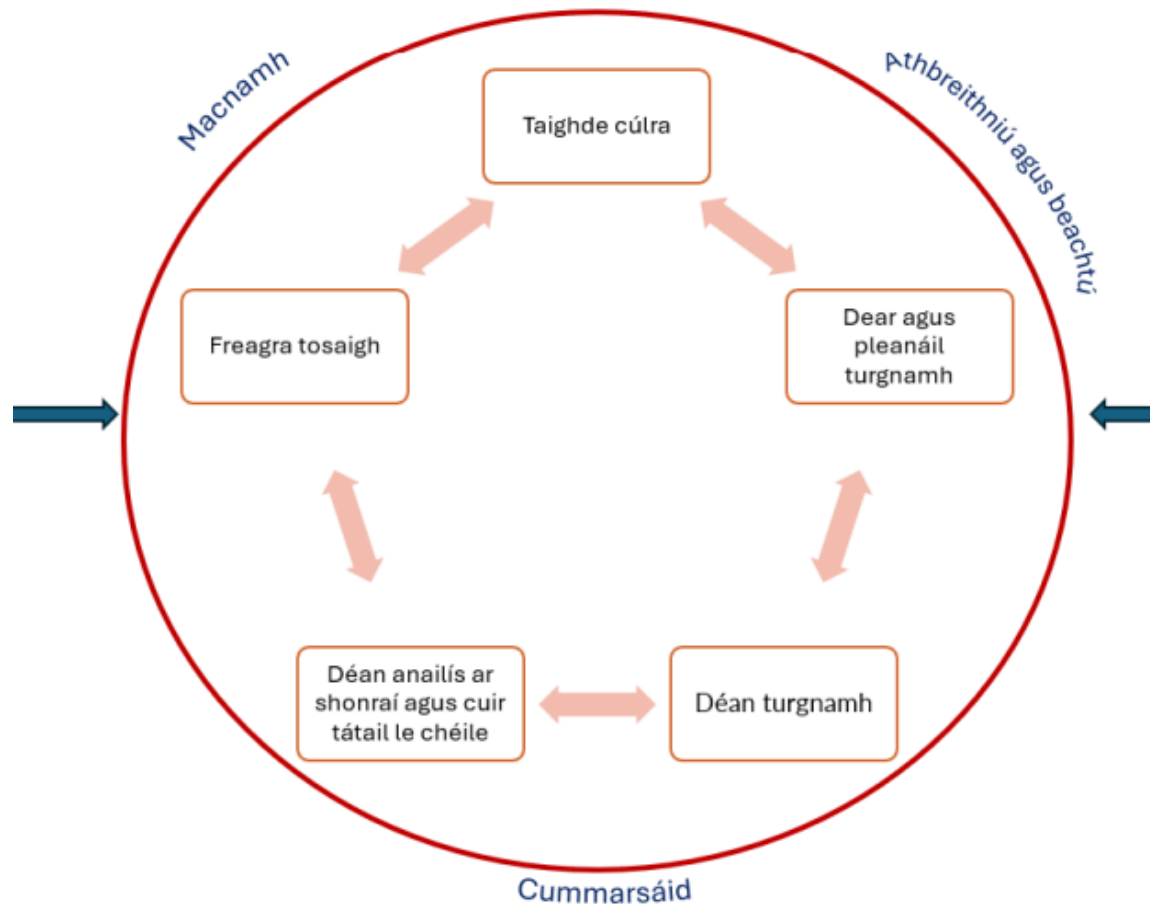 Macnamh
Athbreithniú agus beachtú
Taighde cúlra
Freagra tosaigh
Dear agus
pleanáil
turgnamh
Déan anailís ar
shonraí agus cuir
tátail le chéile
Déan turgnamh
Cummarsáid